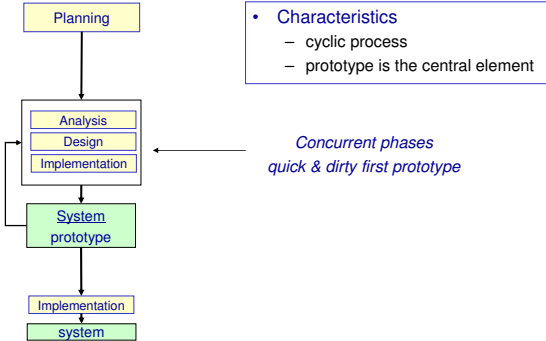 Planning
• Characteristics
– cyclic process
– prototype is the central element
Analysis
Design
Implementation
Concurrent phases
quick & dirty first prototype
System
prototype
Implementation
system